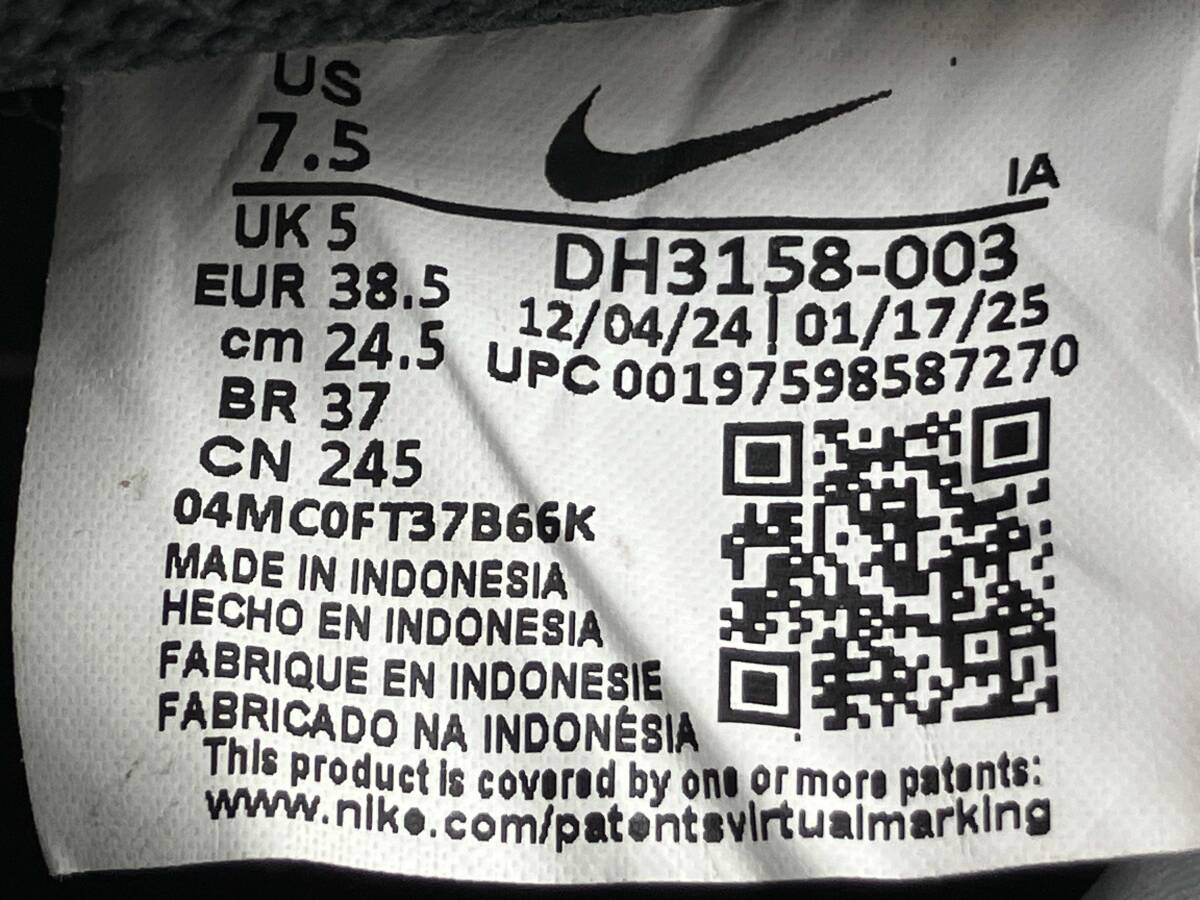 US
7.5
IA
UK 5
EUR 38.5
cm 24.5
BR 37
CN 245
DH3158-003
12/04/24 | 01/17/25
UPC 00197598587270
04MC0FT37B66K
MADE IN INDONESIA
HECHO EN INDONESIA
FABRIQUE EN INDONESIE
FABRICADO NA INDONÉSIA
This product is covered by one or more patents:
www.nike.com/patentsvirtualmarking